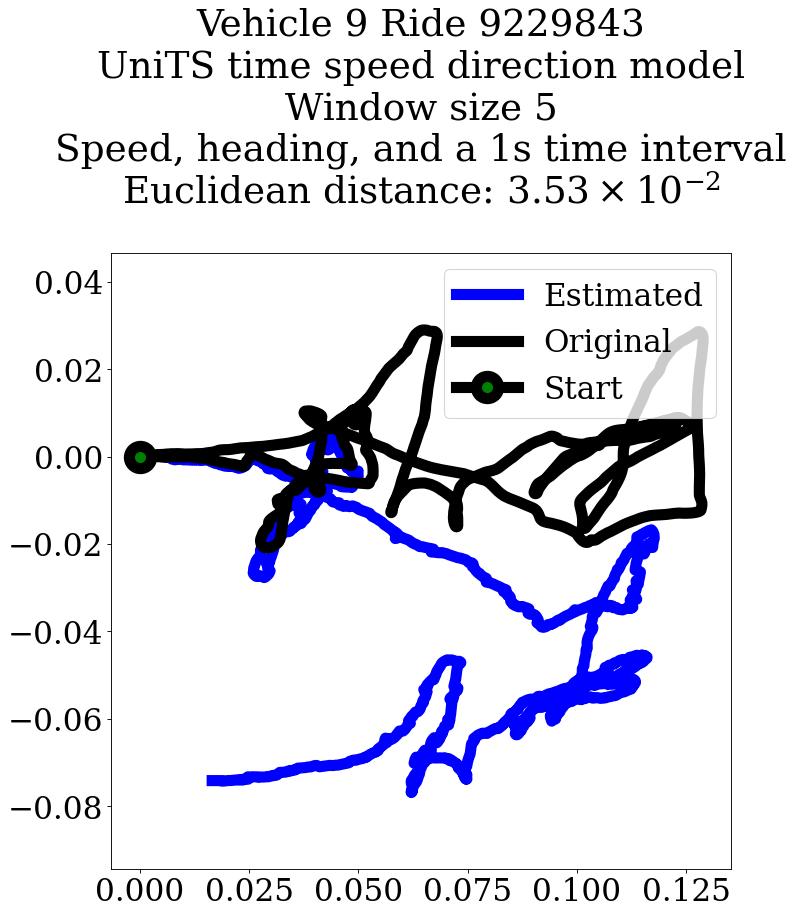 Vehicle 9 Ride 9229843
UniTS time speed direction model
Window size 5
Speed, heading, and a 1s time interval
Euclidean distance: 3.53 × 10⁻²
Estimated
Original
Start
0.04
0.02
0.00
−0.02
−0.04
−0.06
−0.08
0.000 0.025 0.050 0.075 0.100 0.125